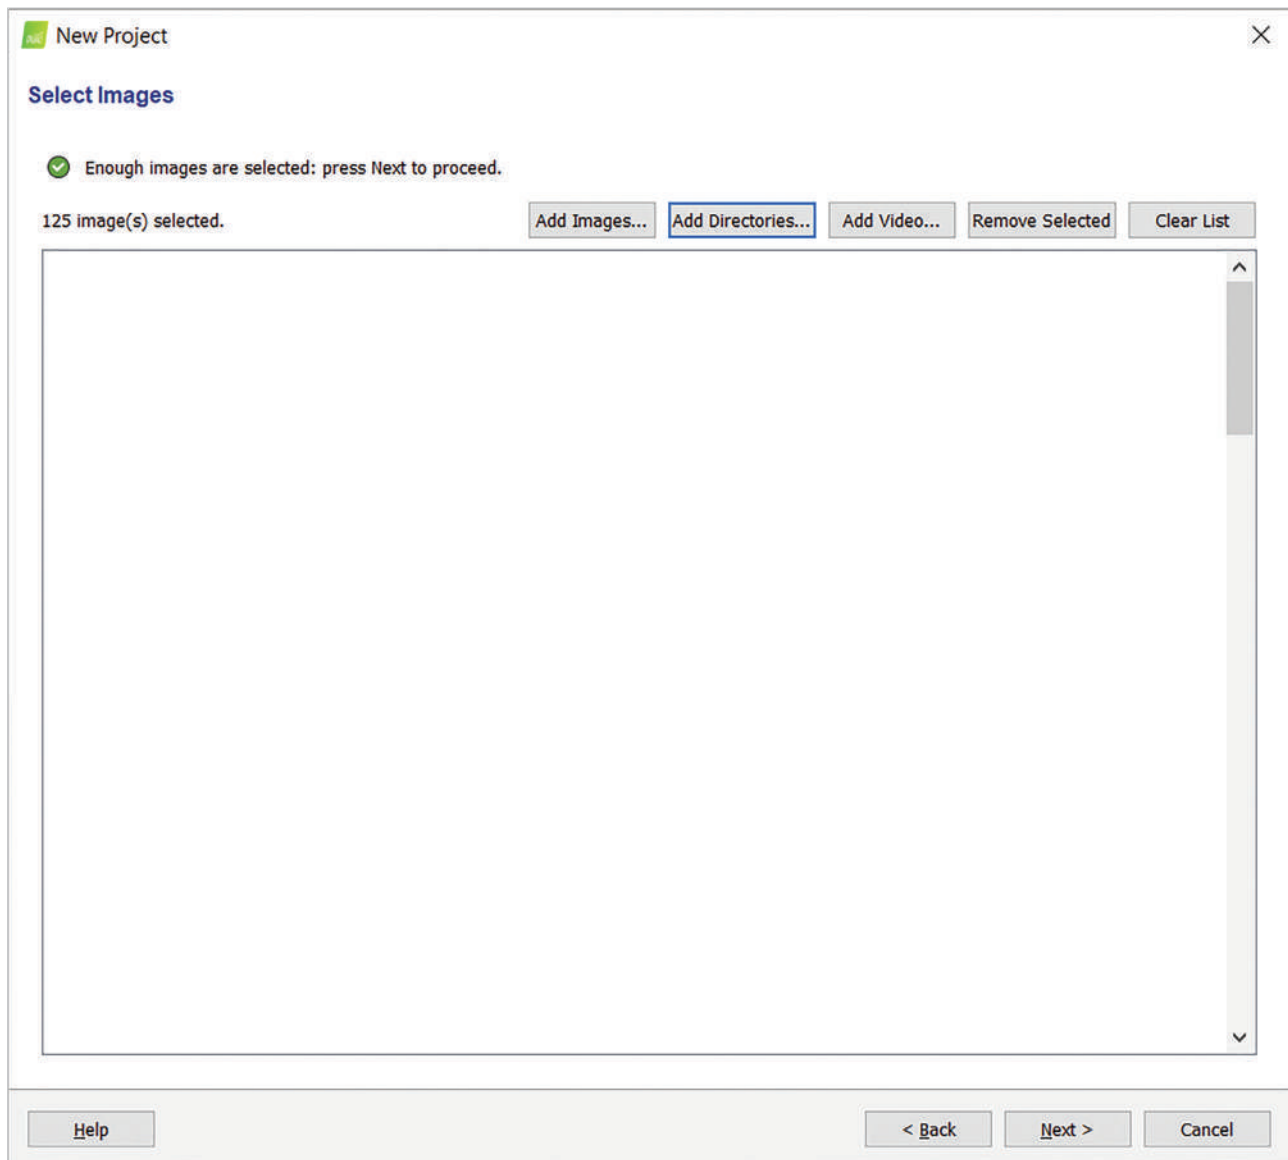 New Project
Select Images
Enough images are selected: press Next to proceed.
125 image(s) selected.
Add Images... Add Directories... Add Video... Remove Selected Clear List
Help < Back Next > Cancel